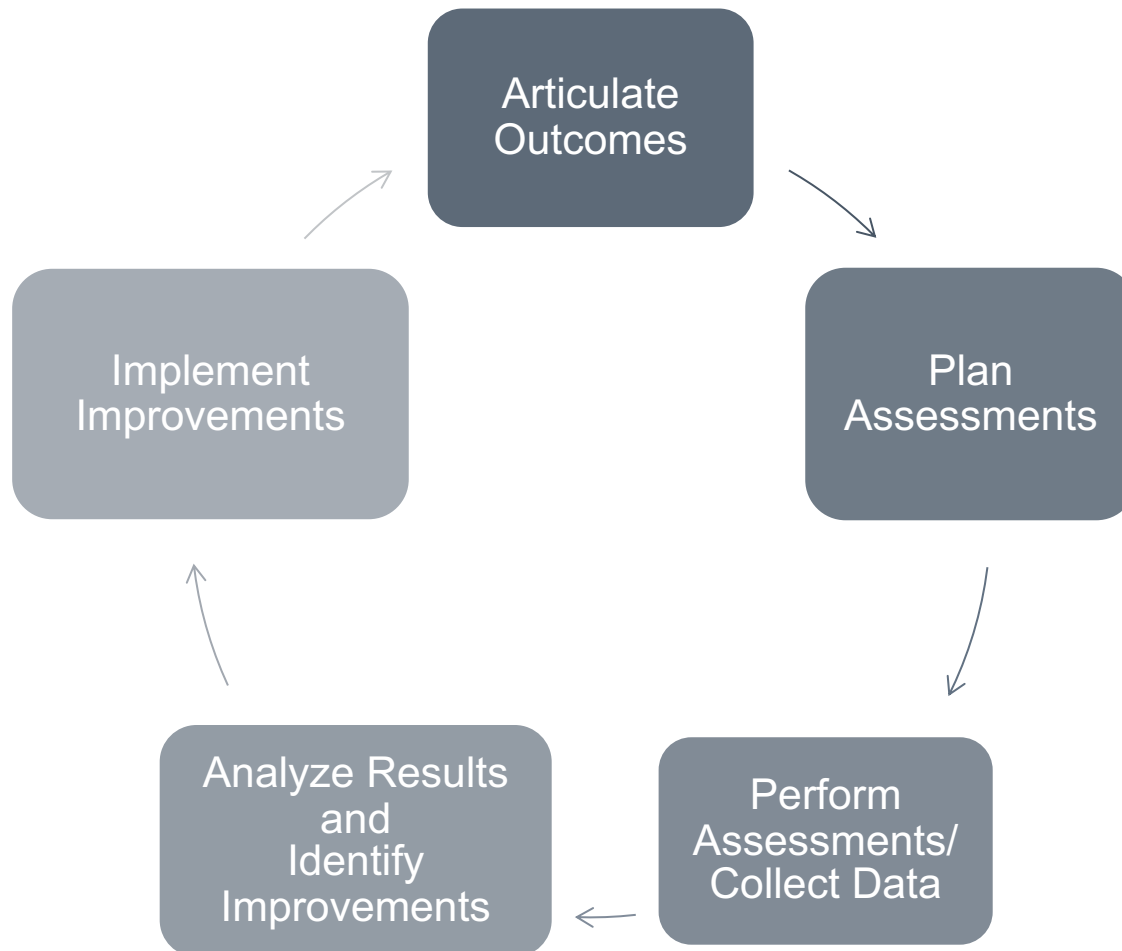 Articulate
Outcomes
Plan
Assessments
Perform
Assessments/
Collect Data
Analyze Results
and
Identify
Improvements
Implement
Improvements